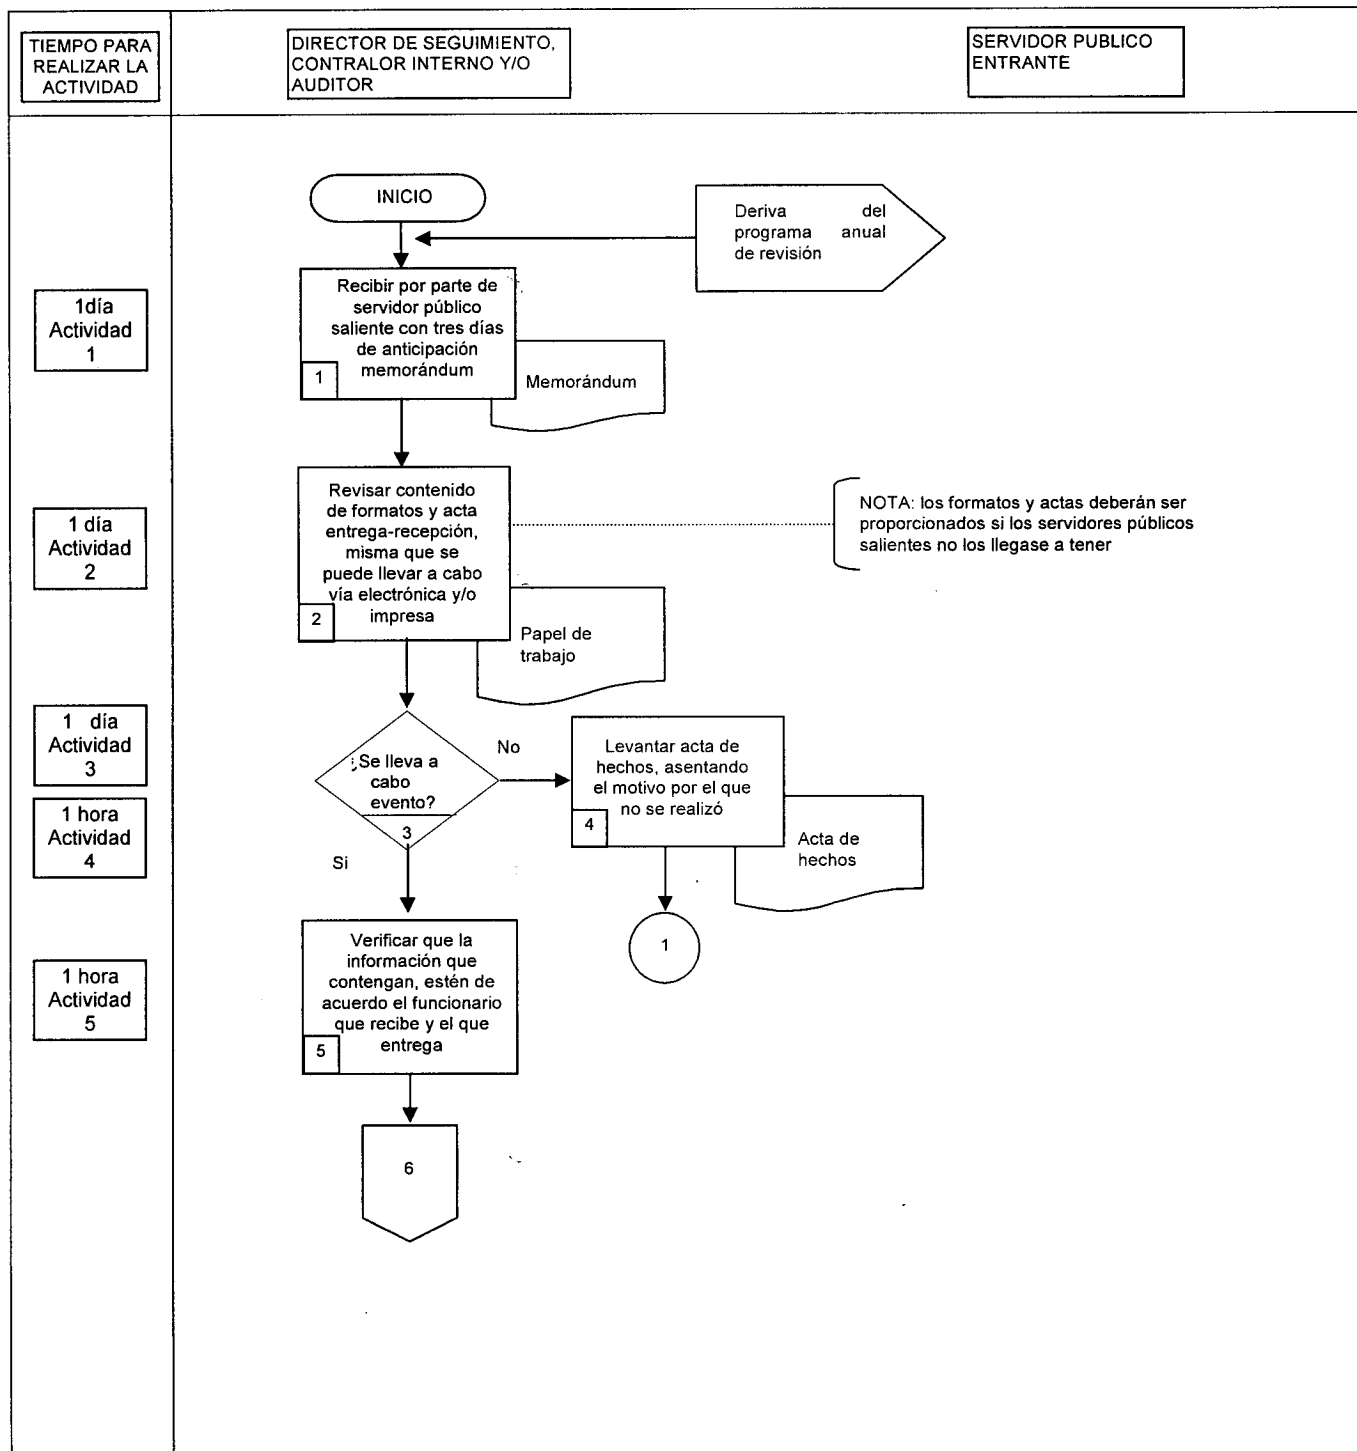 TIEMPO PARA
REALIZAR LA
ACTIVIDAD
DIRECTOR DE SEGUIMIENTO,
CONTRALOR INTERNO Y/O
AUDITOR
SERVIDOR PUBLICO
ENTRANTE
INICIO
Deriva del
programa anual
de revisión
1día
Actividad
1
Recibir por parte de
servidor público
saliente con tres días
de anticipación
memorándum
1
Memorándum
1 día
Actividad
2
Revisar contenido
de formatos y acta
entrega-recepción,
misma que se
puede llevar a cabo
vía electrónica y/o
impresa
2
Papel de
trabajo
NOTA: los formatos y actas deberán ser
proporcionados si los servidores públicos
salientes no los llegase a tener
1 día
Actividad
3
¿Se lleva a
cabo
evento?
3
No
Si
1 hora
Actividad
4
Levantar acta de
hechos, asentando
el motivo por el que
no se realizó
4
Acta de
hechos
1
1 hora
Actividad
5
Verificar que la
información que
contengan, estén de
acuerdo el funcionario
que recibe y el que
entrega
5
6